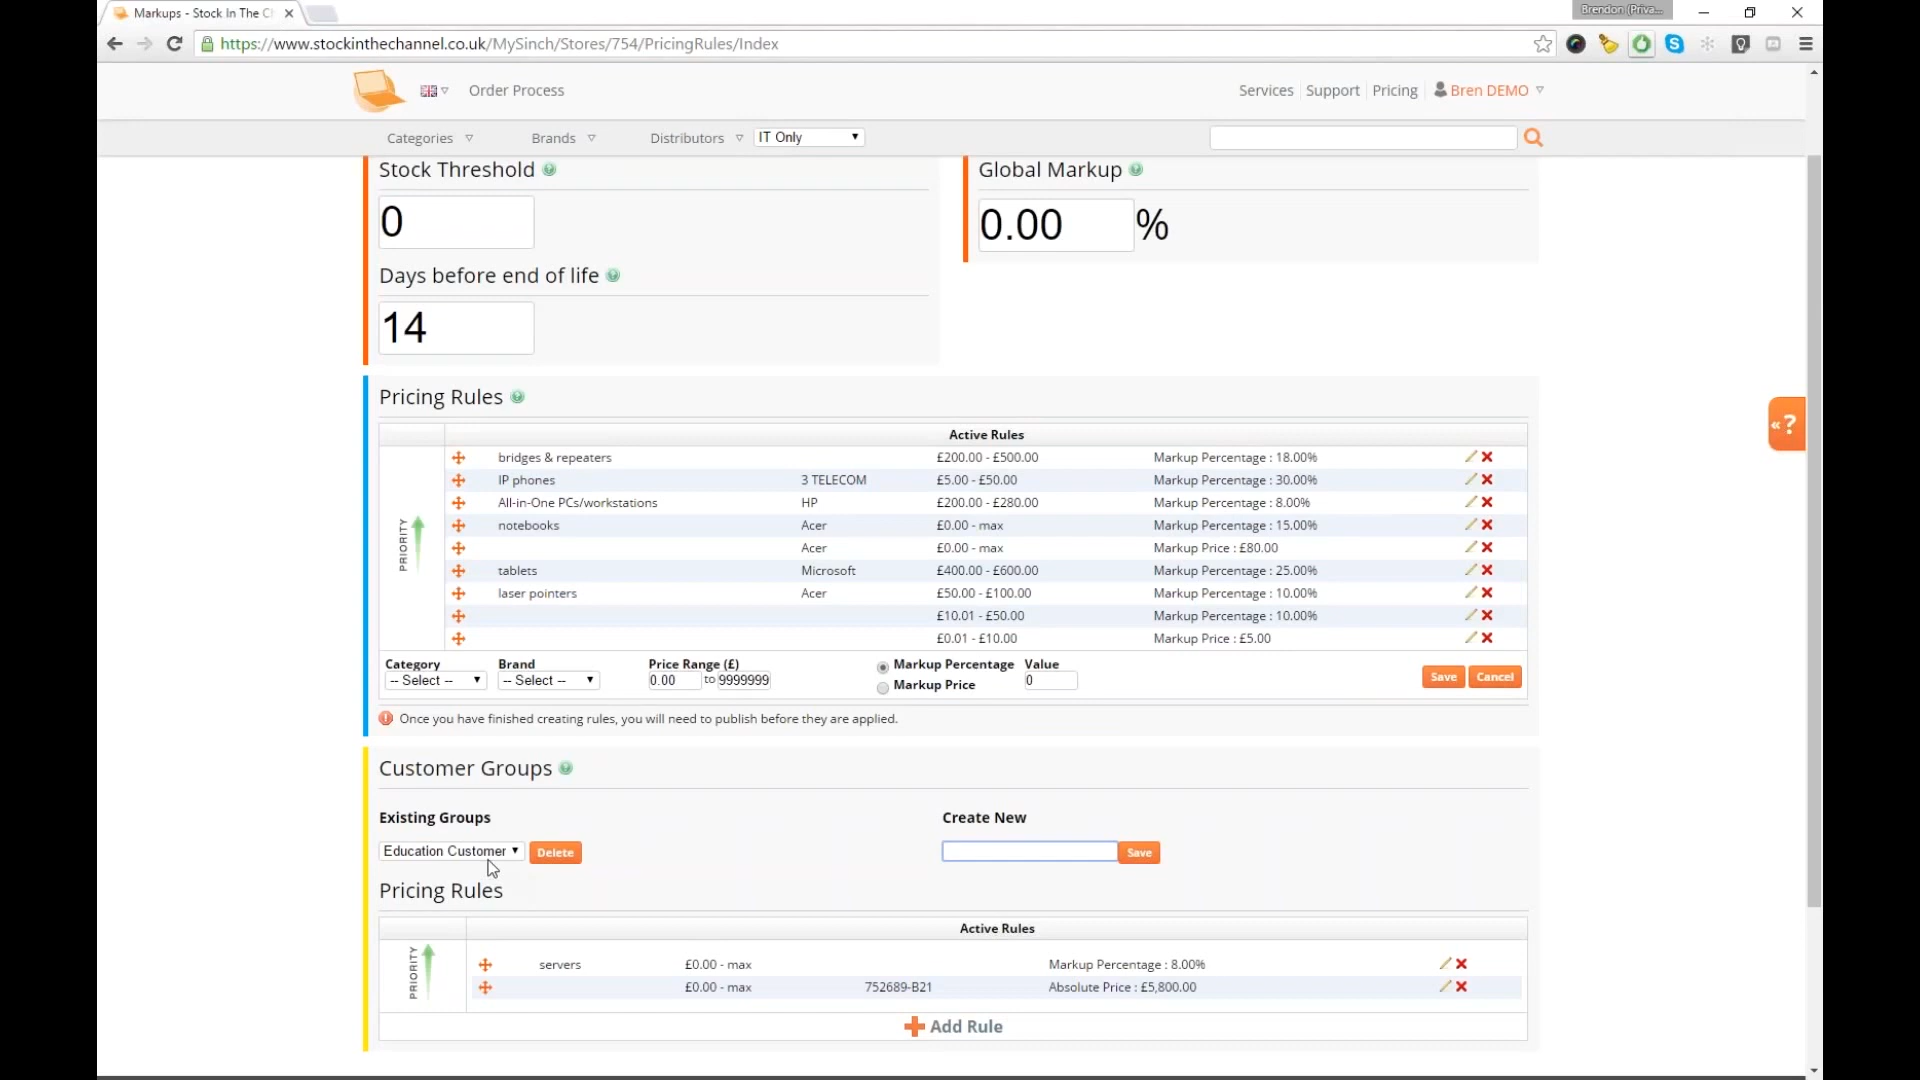 Markups - Stock In The C
Brendon (Priva...
https://www.stockinthechannel.co.uk/MySinch/Stores/754/PricingRules/Index
Order Process
Services Support Pricing Bren DEMO
Categories Brands Distributors IT Only
Stock Threshold
0
Global Markup
0.00 %
Days before end of life
14
Pricing Rules
Active Rules
PRIORITY
bridges & repeaters £200.00 - £500.00 Markup Percentage : 18.00%
IP phones 3 TELECOM £5.00 - £50.00 Markup Percentage : 30.00%
All-in-One PCs/workstations HP £200.00 - £280.00 Markup Percentage : 8.00%
notebooks Acer £0.00 - max Markup Percentage : 15.00%
Acer £0.00 - max Markup Price : £80.00
tablets Microsoft £400.00 - £600.00 Markup Percentage : 25.00%
laser pointers Acer £50.00 - £100.00 Markup Percentage : 10.00%
£10.01 - £50.00 Markup Percentage : 10.00%
£0.01 - £10.00 Markup Price : £5.00
Category Brand Price Range (£) Markup Percentage Value
-- Select -- -- Select -- 0.00 to 9999999 Markup Price 0 Save Cancel
Once you have finished creating rules, you will need to publish before they are applied.
« ?
Customer Groups
Existing Groups
Create New
Education Customer Delete
Save
Pricing Rules
Active Rules
PRIORITY
servers £0.00 - max Markup Percentage : 8.00%
£0.00 - max 752689-B21 Absolute Price : £5,800.00
Add Rule